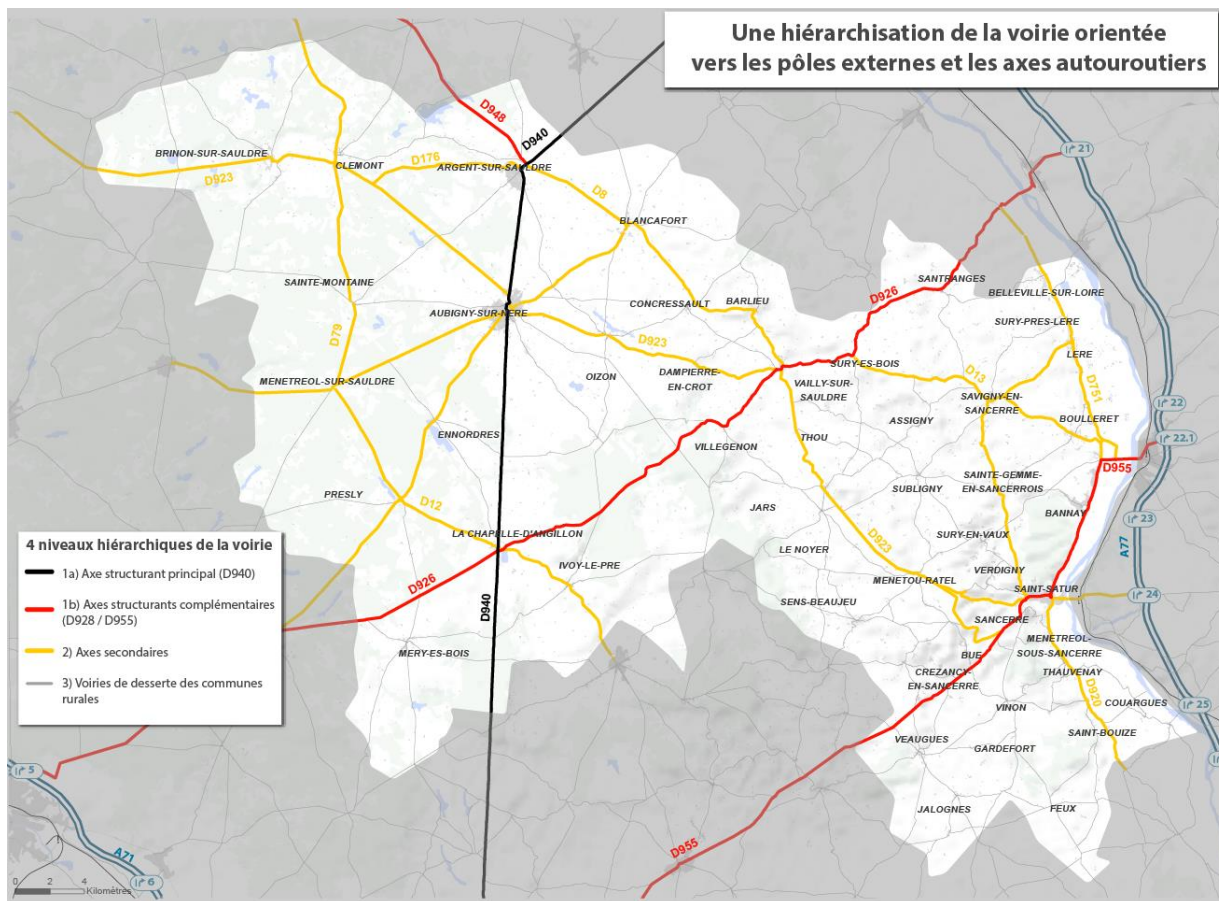 Une hiérarchisation de la voirie orientée
vers les pôles externes et les axes autouroutiers
D948
D940
21
BRINON-SUR-SAULDRE
CLEMONT
D176
ARGENT-SUR-SAULDRE
D923
D8
BLANCAFORT
SAINTE-MONTAINE
CONCRESSAULT
BARLIEU
D926
SANTRANGES
BELLEVILLE-SUR-LOIRE
AUBIGNY-SUR-NERE
SURY-PRES-LERE
D79
D923
LERE
OIZON
DAMPIERRE-
EN-CROT
SURY-ES-BOIS
D13
MENETREOL-SUR-SAULDRE
VAILLY-SUR-
SAULDRE
SAVIGNY-EN-
SANCERRE
D751
22
ASSIGNY
BOULLERET
ENNORDRES
THOU
22.1
VILLEGENON
D955
SAINTE-GEMME-
EN-SANCERROIS
PRESLY
D12
SUBLIGNY
JARS
BANNAY
23
LA CHAPELLE-D'ANGILLON
SURY-EN-VAUX
D923
LE NOYER
A77
IVOY-LE-PRE
VERDIGNY
MENETOU-RATEL
D926
SAINT-SATUR
24
D940
SENS-BEAUJEU
SANCERRE
MENETREOL-
SOUS-SANCERRE
MERY-ES-BOIS
BUE
CREZANCY-
EN-SANCERRE
THAUVENAY
D920
COUARGUES
25
VINON
SAINT-BOUIZE
VEAUGUES
GARDEFORT
JALOGNES
FEUX
D955
4 niveaux hiérarchiques de la voirie
1a) Axe structurant principal (D940)
1b) Axes structurants complémentaires
(D928 / D955)
2) Axes secondaires
3) Voiries de desserte des communes
rurales
5
A71
6
0 2 4
Kilomètres